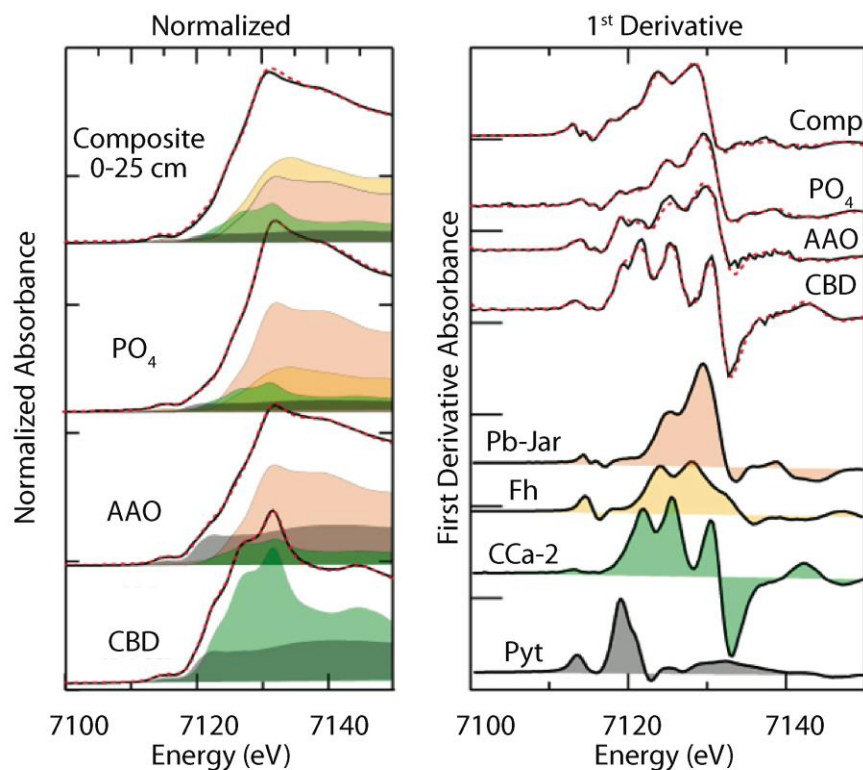 Normalized
1st Derivative
Normalized Absorbance
Composite
0-25 cm
PO4
AAO
CBD
7100
7120
7140
Energy (eV)
First Derivative Absorbance
Comp
PO4
AAO
CBD
Pb-Jar
Fh
CCa-2
Pyt
7100
7120
7140
Energy (eV)